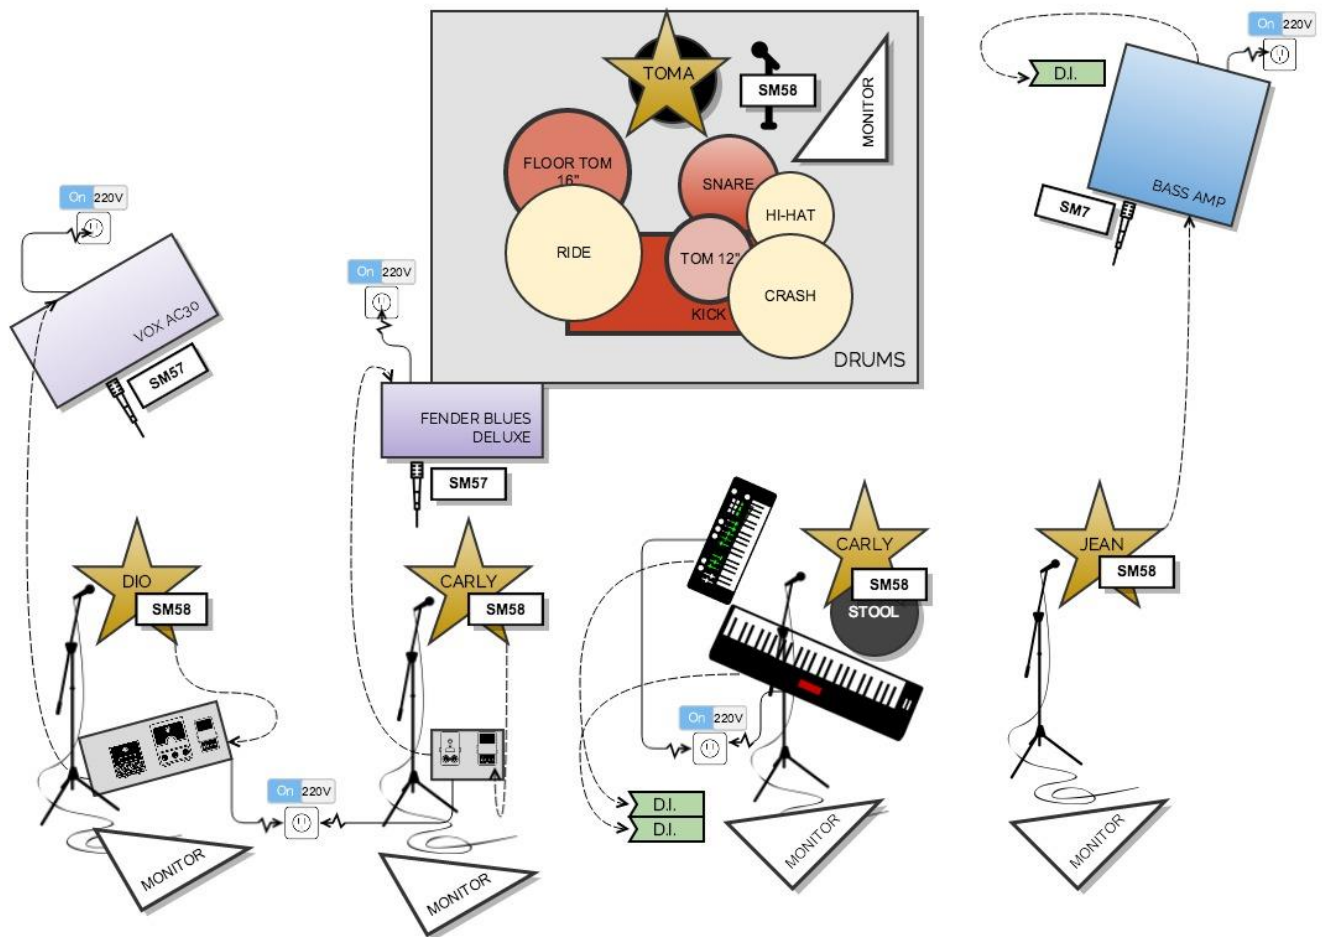 TOMA
SM58
MONITOR
On 220V
D.I.
BASS AMP
SM7
FLOOR TOM
16"
SNARE
HI-HAT
RIDE
TOM 12"
CRASH
KICK
DRUMS
On 220V
VOX AC30
SM57
On 220V
FENDER BLUES
DELUXE
SM57
DIO
SM58
CARLY
SM58
CARLY
SM58
STOOL
JEAN
SM58
On 220V
On 220V
D.I.
D.I.
MONITOR
MONITOR
MONITOR
MONITOR